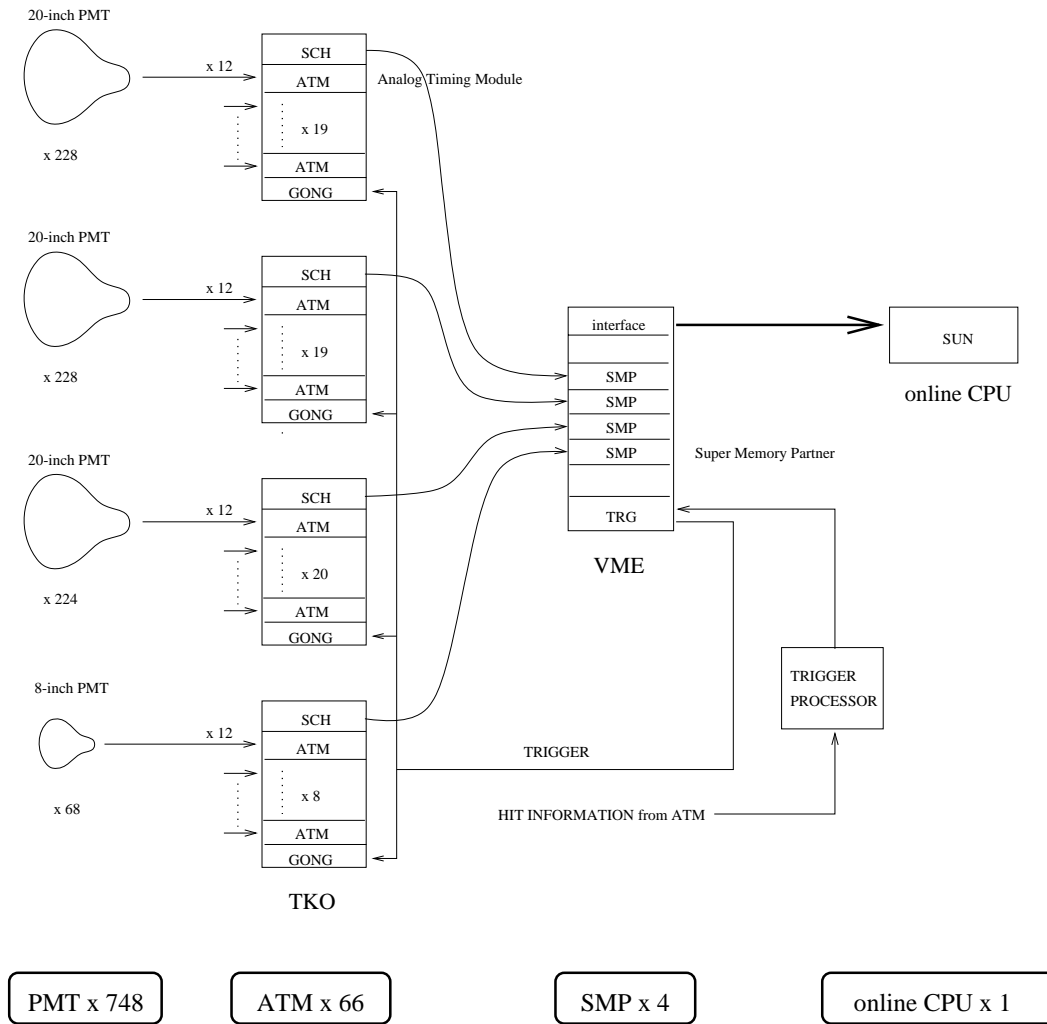 20-inch PMT
x 12
x 228
SCH
ATM
x 19
ATM
GONG
Analog Timing Module
20-inch PMT
x 12
x 228
SCH
ATM
x 19
ATM
GONG
20-inch PMT
x 12
x 224
SCH
ATM
x 20
ATM
GONG
8-inch PMT
x 12
x 68
SCH
ATM
x 8
ATM
GONG
TKO
interface
SMP
SMP
SMP
SMP
TRG
VME
Super Memory Partner
SUN
online CPU
TRIGGER
PROCESSOR
TRIGGER
HIT INFORMATION from ATM
PMT x 748
ATM x 66
SMP x 4
online CPU x 1